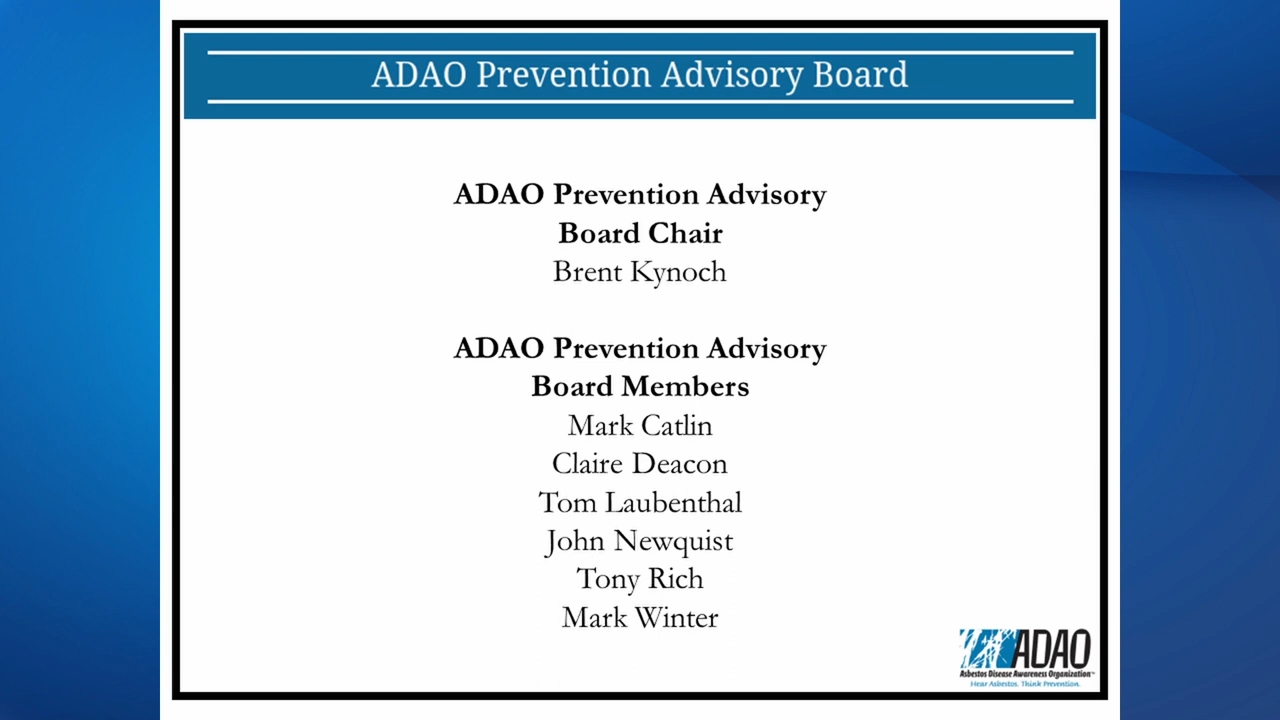 ADAO Prevention Advisory Board
ADAO Prevention Advisory
Board Chair
Brent Kynoch
ADAO Prevention Advisory
Board Members
Mark Catlin
Claire Deacon
Tom Laubenthal
John Newquist
Tony Rich
Mark Winter
ADAO
Asbestos Disease Awareness Organization™
Hear Asbestos. Think Prevention.